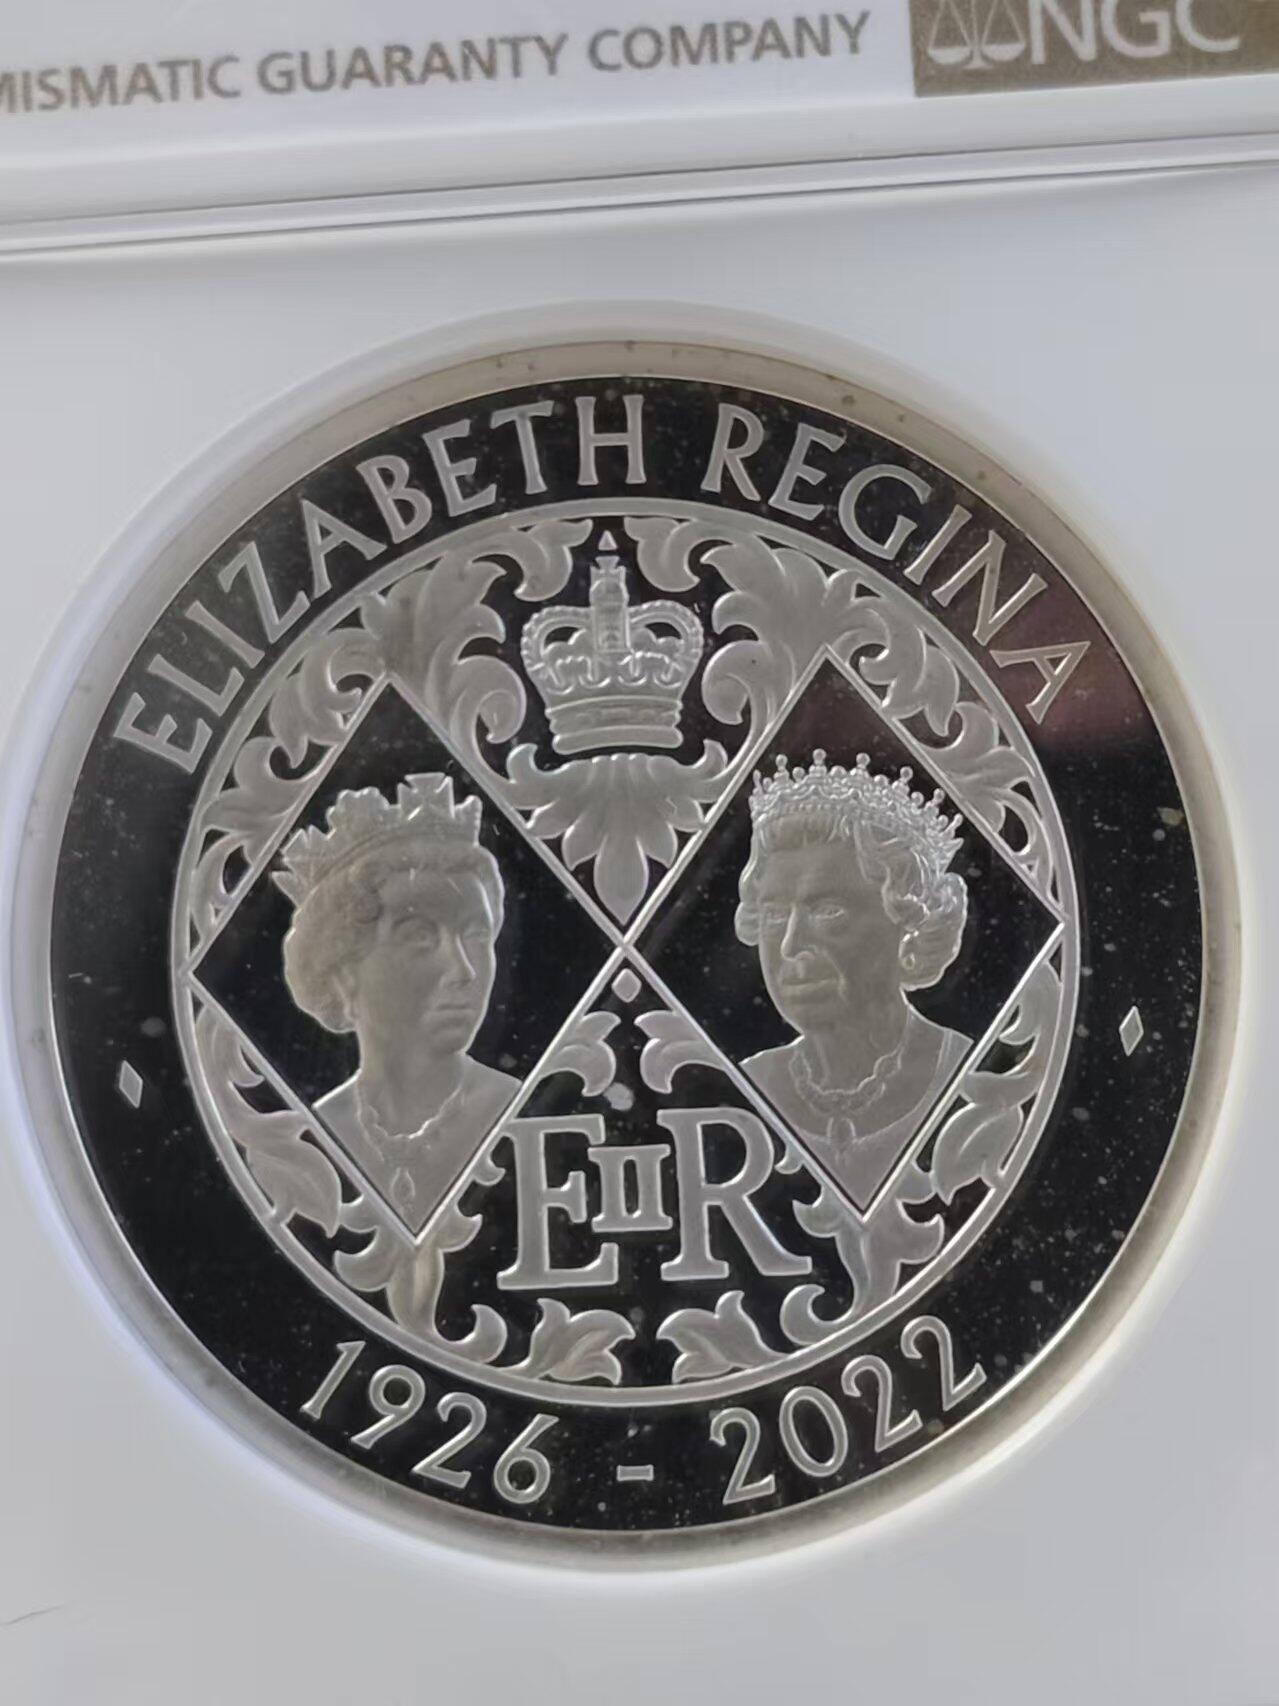 MISMATIC GUARANTY COMPANY
NGC
ELIZABETH REGINA
EIIR
1926 - 2022